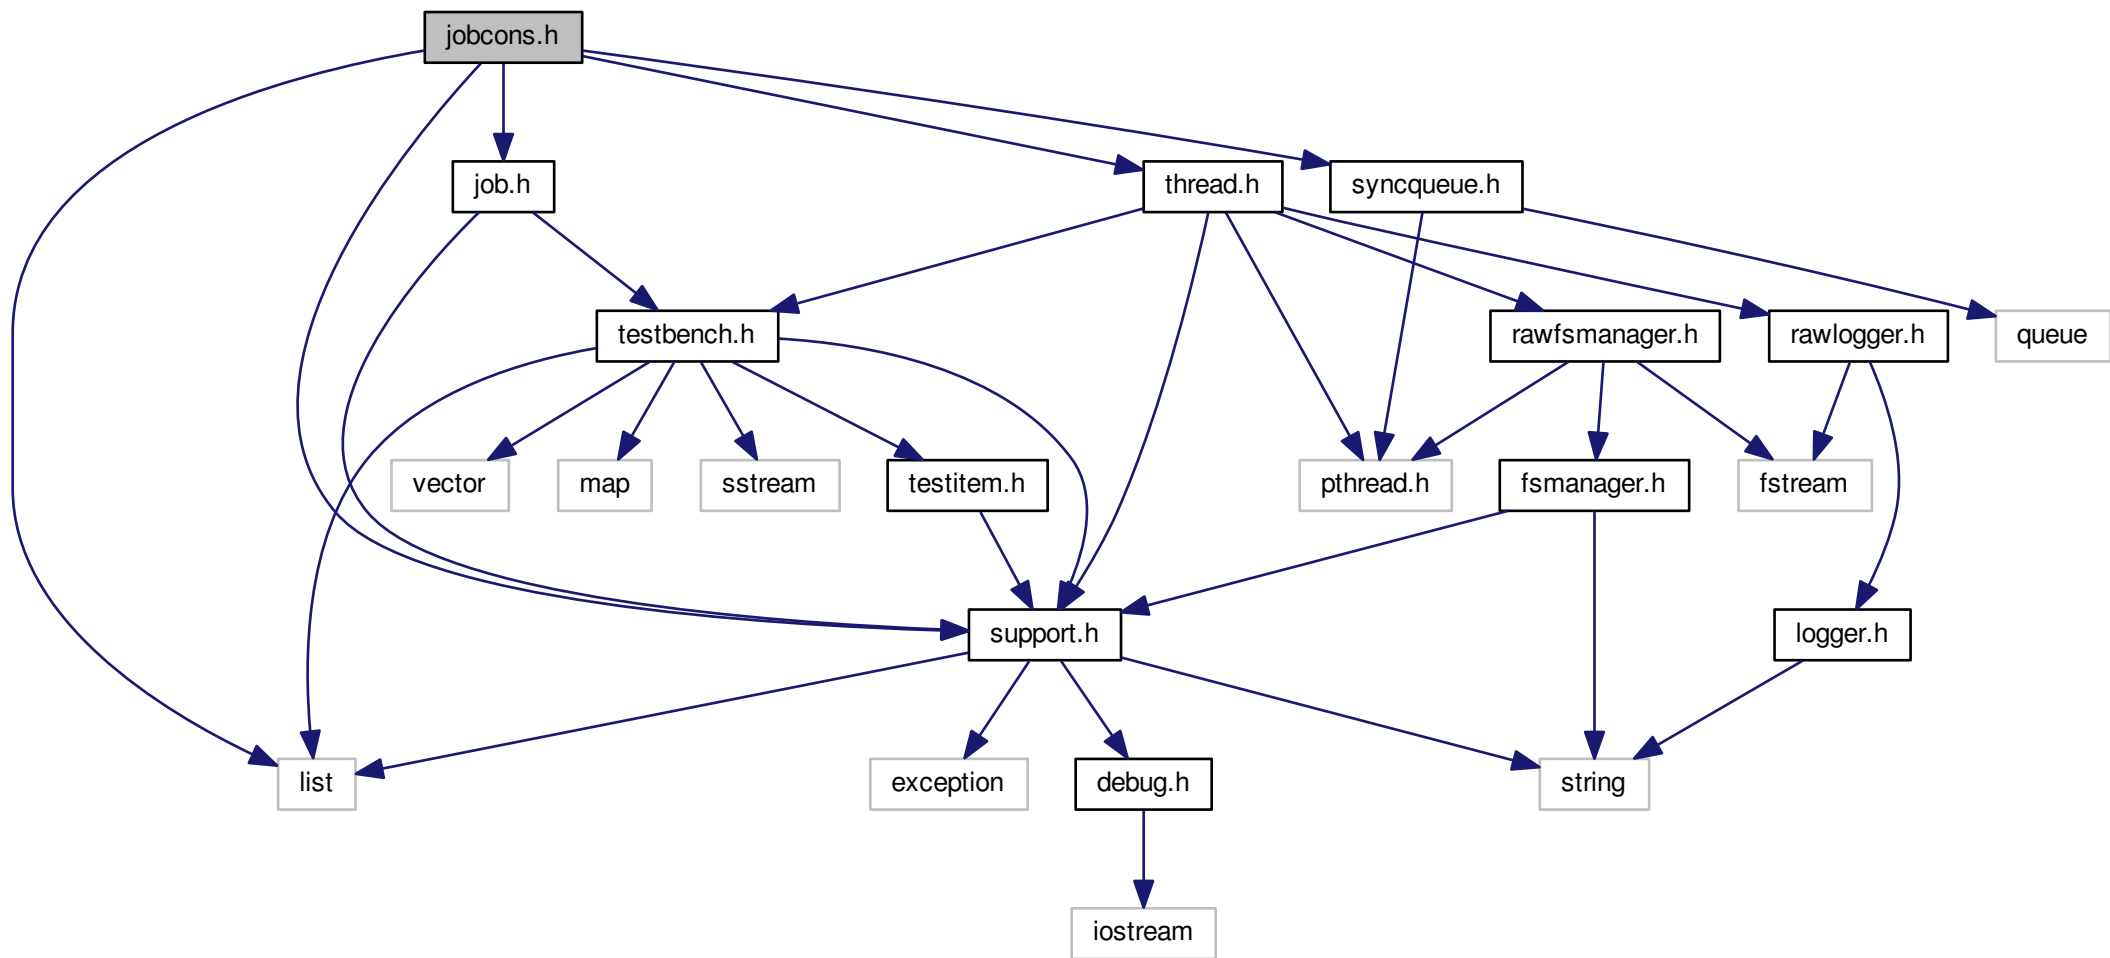 jobcons.h
job.h
thread.h
syncqueue.h
testbench.h
rawfsmanager.h
rawlogger.h
queue
vector
map
sstream
testitem.h
pthread.h
fsmanager.h
fstream
support.h
logger.h
list
exception
debug.h
string
iostream